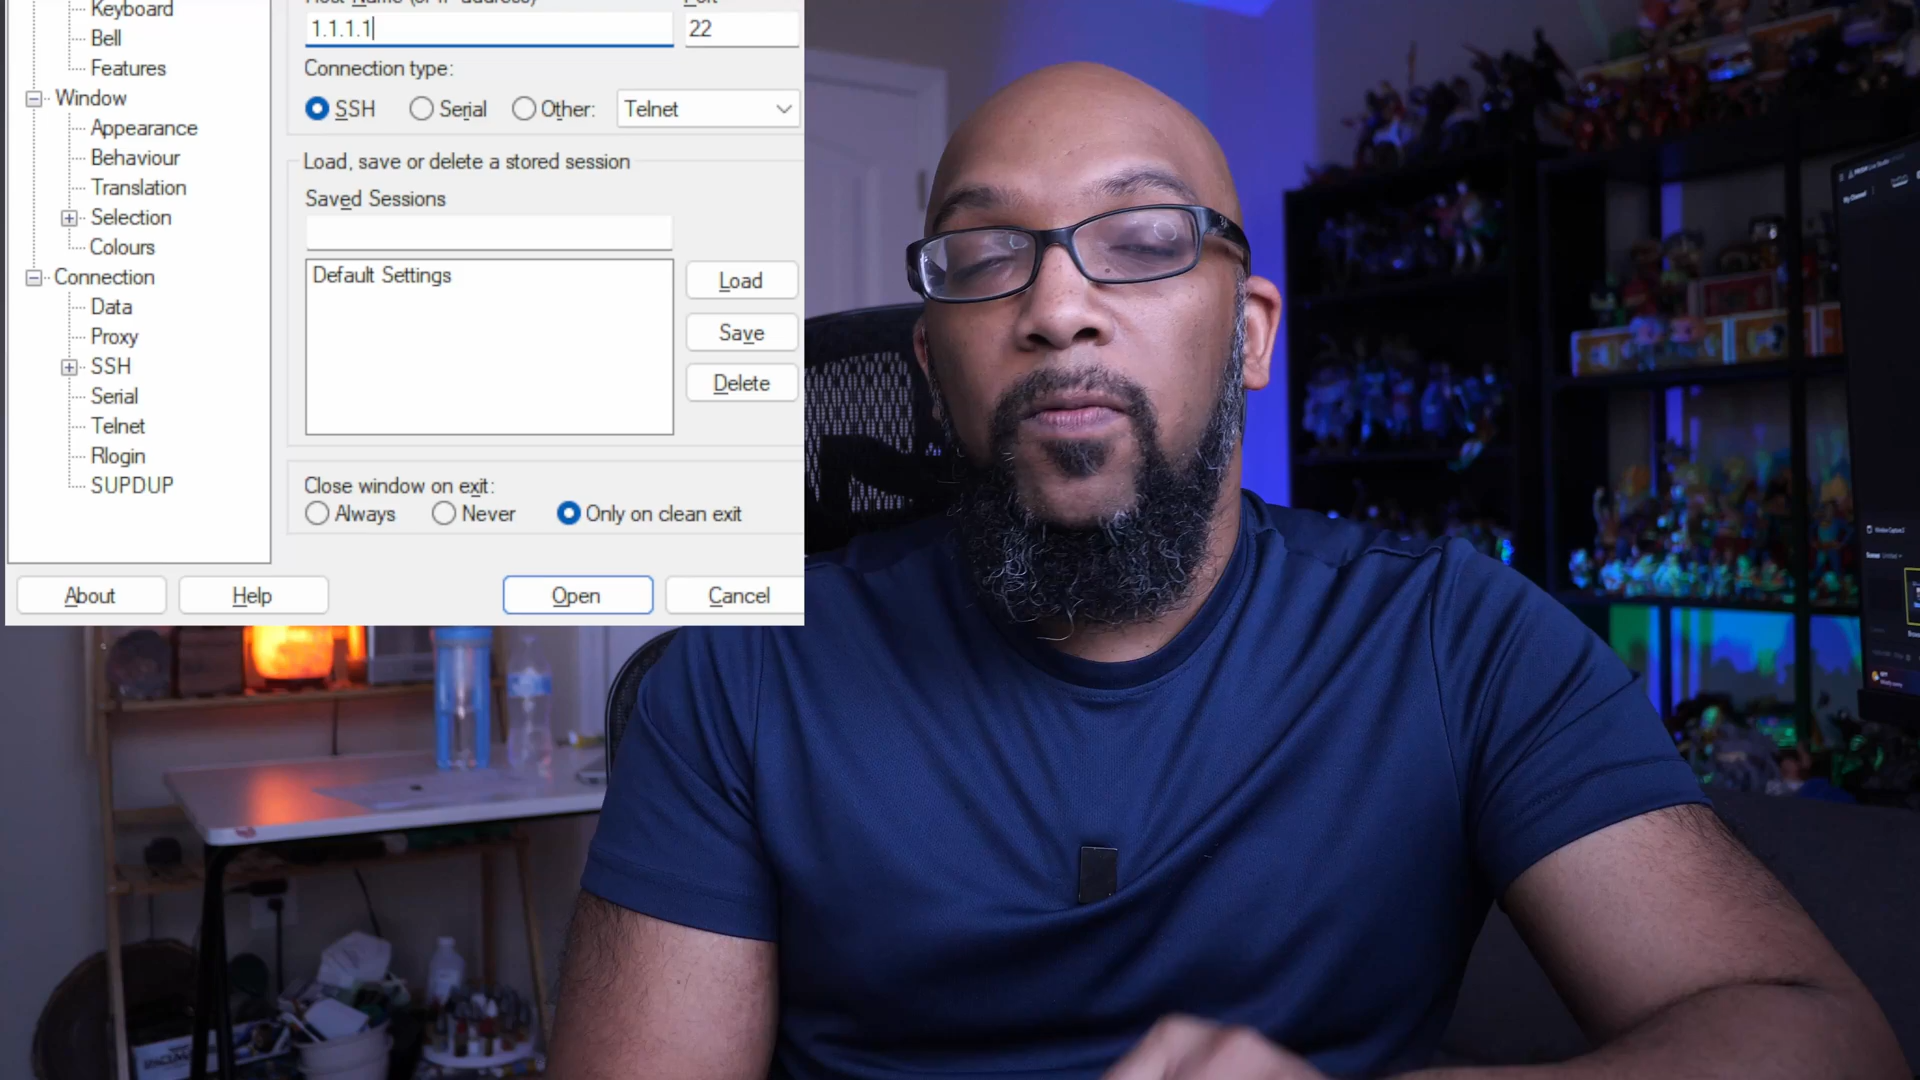 Keyboard
Bell
Features
Window
Appearance
Behaviour
Translation
Selection
Colours
Connection
Data
Proxy
SSH
Serial
Telnet
Rlogin
SUPDUP
1.1.1.1
22
Connection type:
SSH
Serial
Other:
Telnet
Load, save or delete a stored session
Saved Sessions
Default Settings
Load
Save
Delete
Close window on exit:
Always
Never
Only on clean exit
About
Help
Open
Cancel